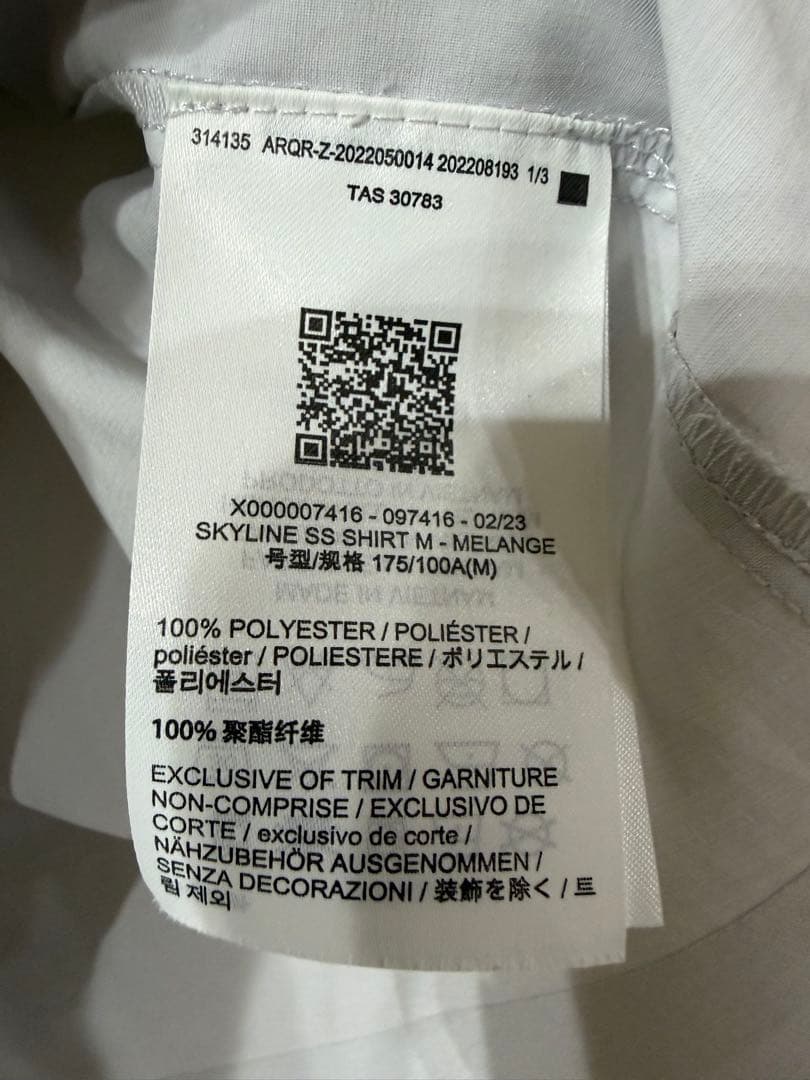 314135 ARQR-Z-2022050014 202208193 1/3
TAS 30783
X000007416 - 097416 - 02/23
SKYLINE SS SHIRT M - MELANGE
号型/规格 175/100A(M)
MADE IN VIETNAM
100% POLYESTER / POLIÉSTER /
poliéster / POLIESTERE / ポリエステル /
폴리에스터
100% 聚酯纤维
EXCLUSIVE OF TRIM / GARNITURE
NON-COMPRISE / EXCLUSIVO DE
CORTE / exclusivo de corte /
NÄHZUBEHÖR AUSGENOMMEN /
SENZA DECORAZIONI / 装飾を除く / 트
림 제외